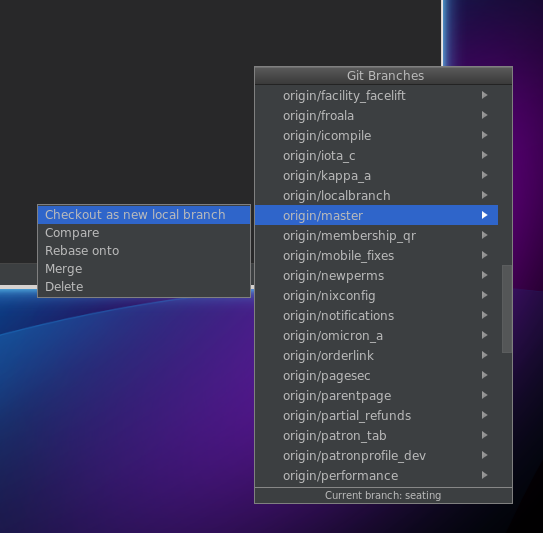 Git Branches
origin/facility_facelift
origin/froala
origin/icompile
origin/iota_c
origin/kappa_a
origin/localbranch
origin/master
origin/membership_qr
origin/mobile_fixes
origin/newperms
origin/nixconfig
origin/notifications
origin/omicron_a
origin/orderlink
origin/pagesec
origin/parentpage
origin/partial_refunds
origin/patron_tab
origin/patronprofile_dev
origin/performance
Current branch: seating
Checkout as new local branch
Compare
Rebase onto
Merge
Delete